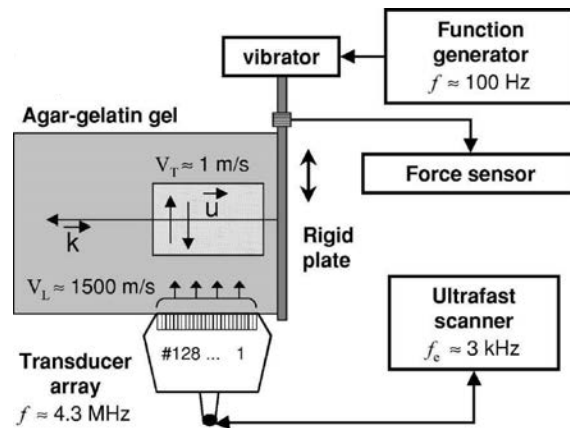 Function
generator
f ≈ 100 Hz
vibrator
Agar-gelatin gel
V_T ≈ 1 m/s
u
k
Force sensor
Rigid
plate
V_L ≈ 1500 m/s
Ultrafast
scanner
f_e ≈ 3 kHz
#128 ... 1
Transducer
array
f ≈ 4.3 MHz